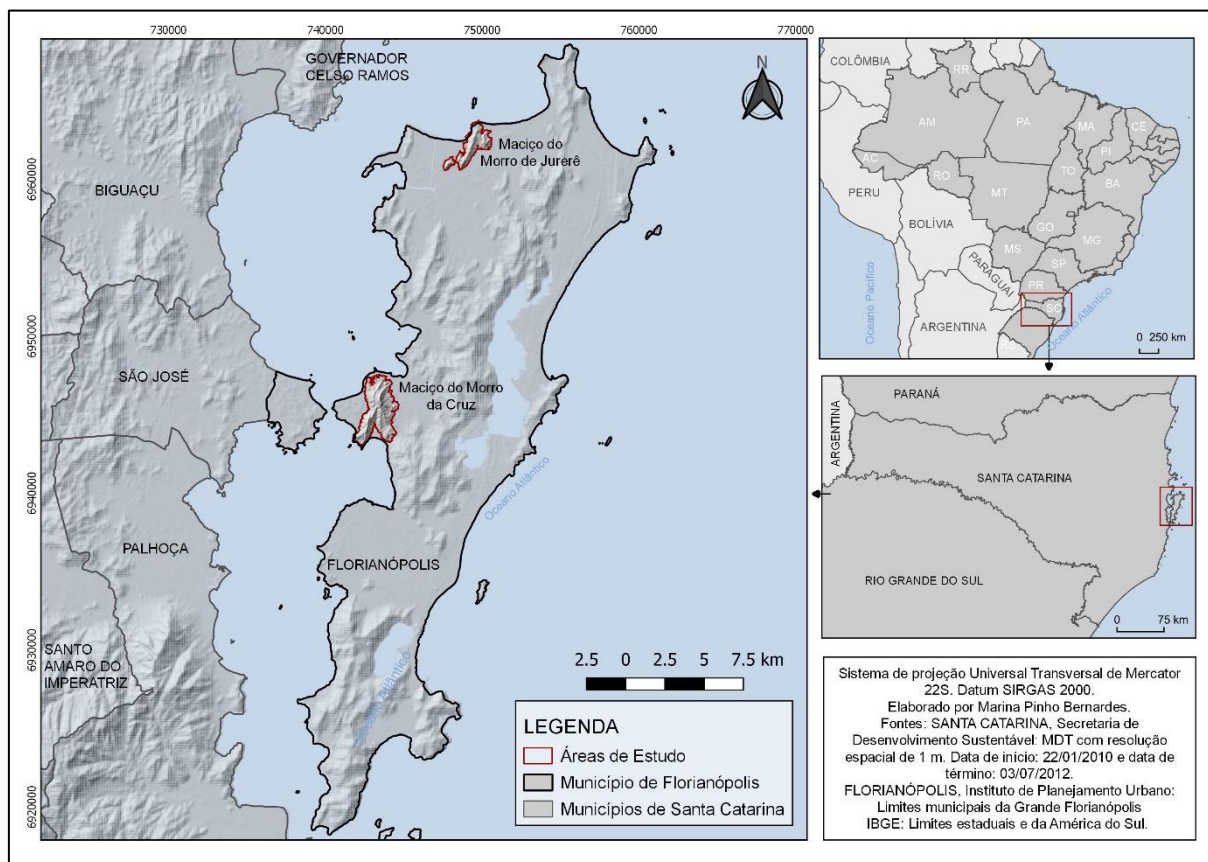 730000
740000
750000
760000
770000
6960000
6950000
6940000
6930000
6920000
GOVERNADOR
CELSO RAMOS
N
Maciço do
Morro de Jurerê
BIGUAÇU
SÃO JOSÉ
Maciço do Morro
da Cruz
Oceano Atlântico
PALHOÇA
FLORIANÓPOLIS
SANTO
AMARO DO
IMPERATRIZ
Oceano Atlântico
2.5 0 2.5 5 7.5 km
LEGENDA
Áreas de Estudo
Município de Florianópolis
Municípios de Santa Catarina
COLÔMBIA
RR
AM
PA
MA
CE
PI
AC
RO
TO
BA
PERU
MT
BOLÍVIA
GO
MG
MS
SP
PARAGUAI
PR
SC
Oceano Pacífico
ARGENTINA
Oceano Atlântico
0 250 km
PARANÁ
ARGENTINA
SANTA CATARINA
RIO GRANDE DO SUL
0 75 km
Sistema de projeção Universal Transversal de Mercator
22S. Datum SIRGAS 2000.
Elaborado por Marina Pinho Bernardes.
Fontes: SANTA CATARINA, Secretaria de
Desenvolvimento Sustentável: MDT com resolução
espacial de 1 m. Data de início: 22/01/2010 e data de
término: 03/07/2012.
FLORIANÓPOLIS, Instituto de Planejamento Urbano:
Limites municipais da Grande Florianópolis
IBGE: Limites estaduais e da América do Sul.